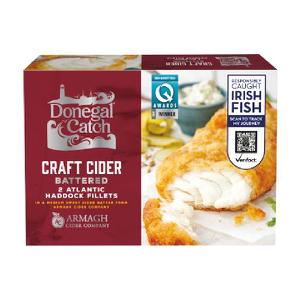 Donegal
Catch
CRAFT CIDER
BATTERED
2 ATLANTIC
HADDOCK FILLETS
IN A MEDIUM SWEET CIDER BATTER FROM
ARMAGH CIDER COMPANY
ARMAGH
CIDER COMPANY
Q
AWARDS
WINNER
RESPONSIBLY
CAUGHT
IRISH
FISH
SCAN TO TRACK
MY JOURNEY
Verifact